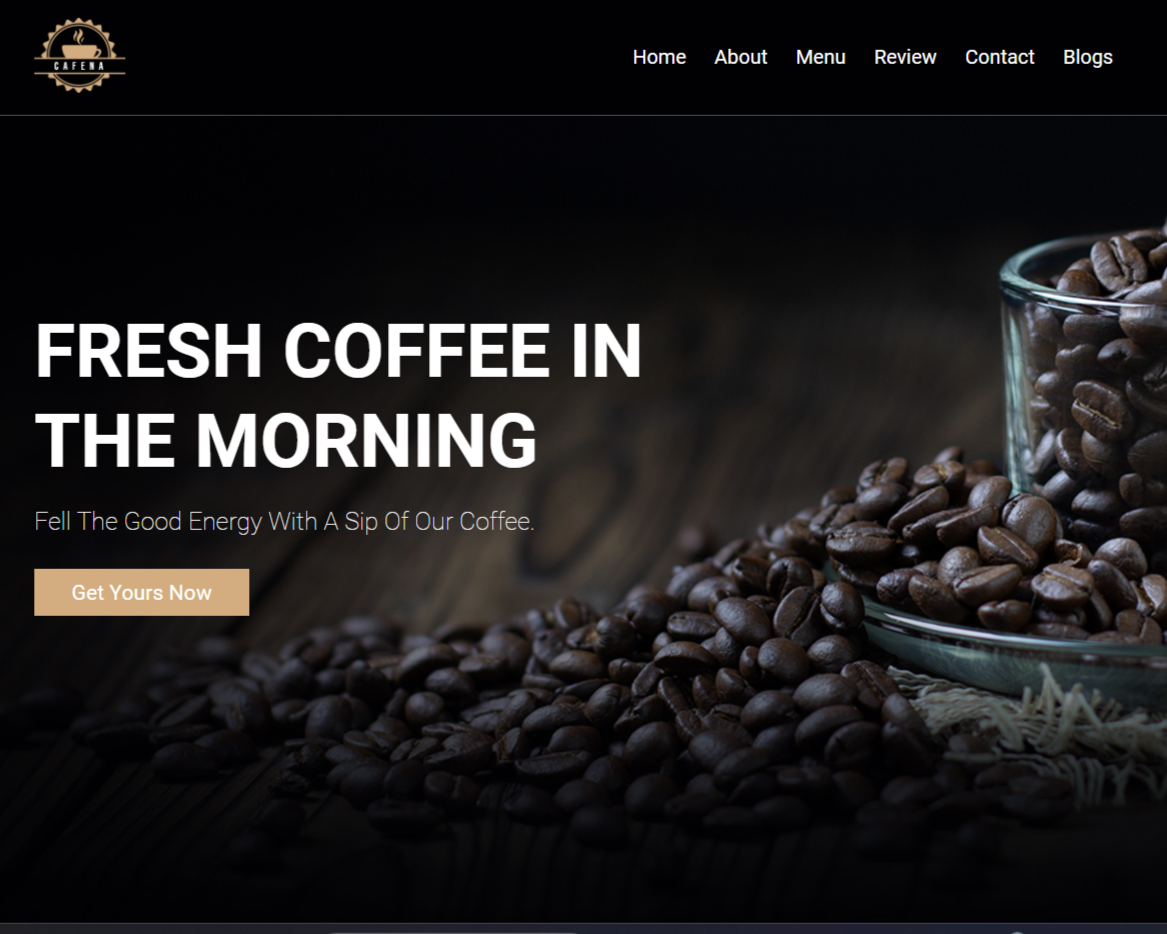 CAFENA
Home About Menu Review Contact Blogs
FRESH COFFEE IN
THE MORNING
Fell The Good Energy With A Sip Of Our Coffee.
Get Yours Now